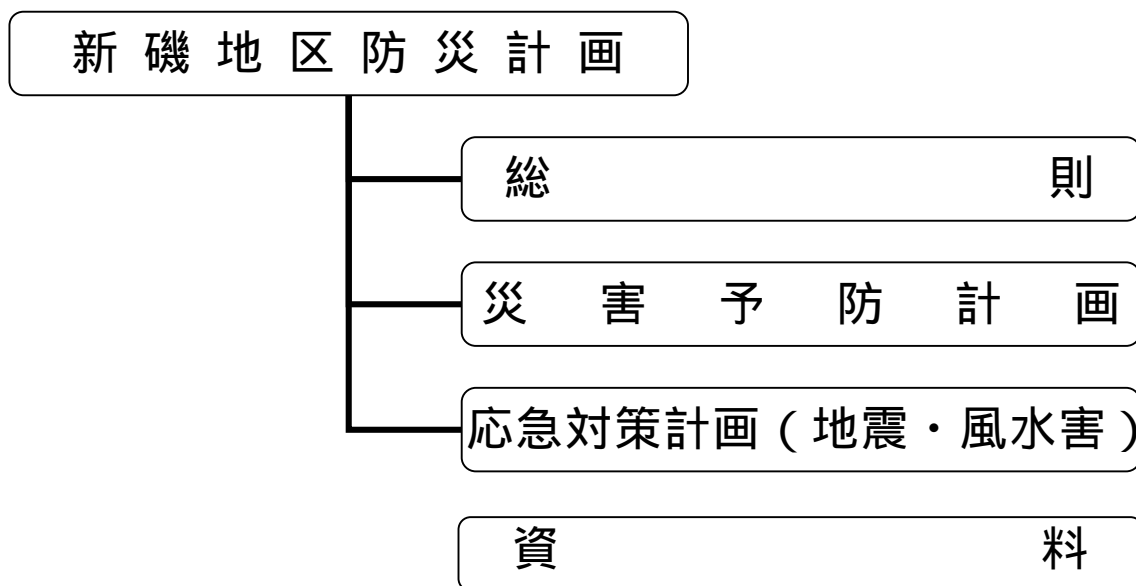 新磯地区防災計画
総則
災害予防計画
応急対策計画（地震・風水害）
資料